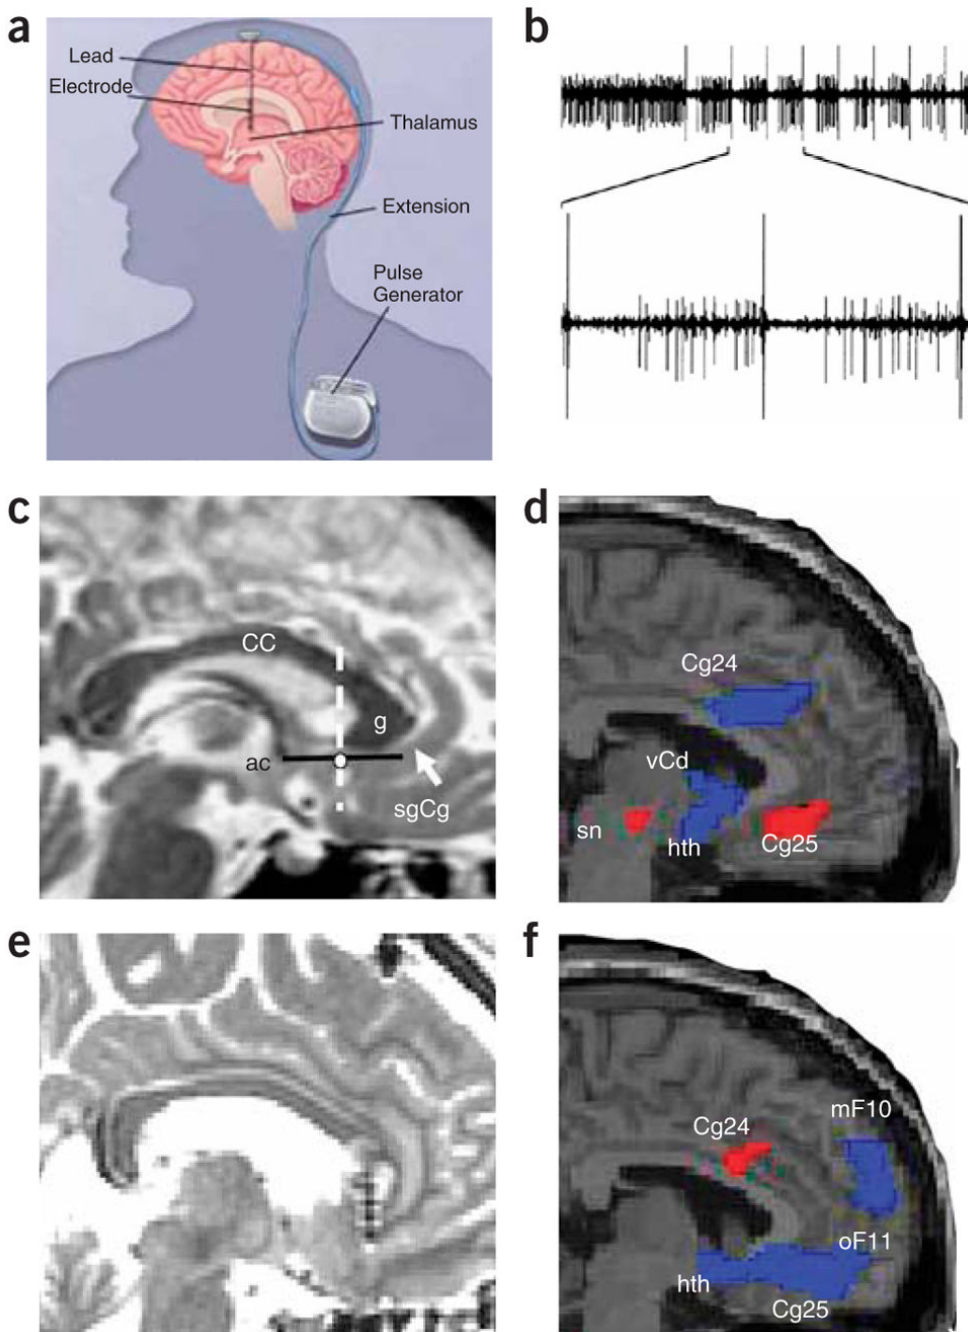 a
Lead
Electrode
Thalamus
Extension
Pulse
Generator
b
c
CC
g
ac
sgCg
d
Cg24
vCd
sn
hth
Cg25
e
f
mF10
Cg24
oF11
hth
Cg25